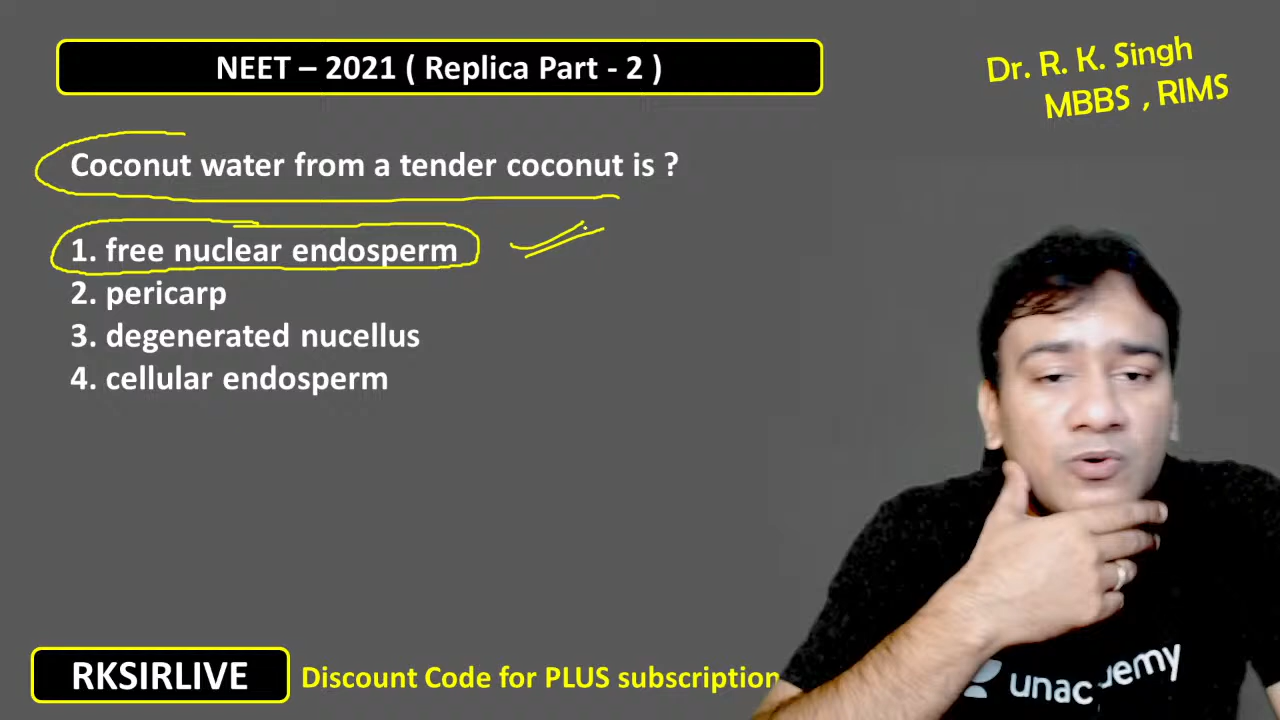 NEET – 2021 ( Replica Part - 2 )
Dr. R. K. Singh
MBBS , RIMS
Coconut water from a tender coconut is ?
1. free nuclear endosperm
2. pericarp
3. degenerated nucellus
4. cellular endosperm
RKSIRLIVE
Discount Code for PLUS subscription
unacademy